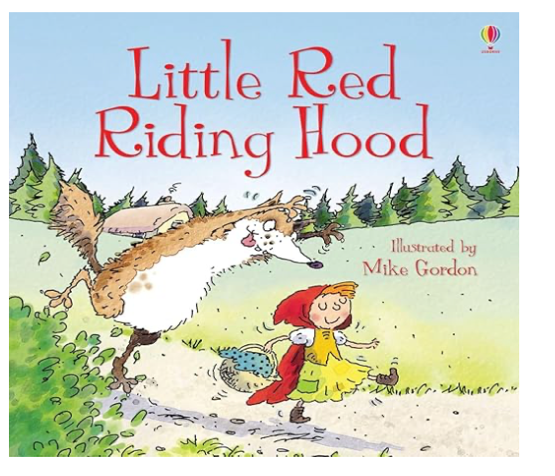 Little Red
Riding Hood
Illustrated by
Mike Gordon